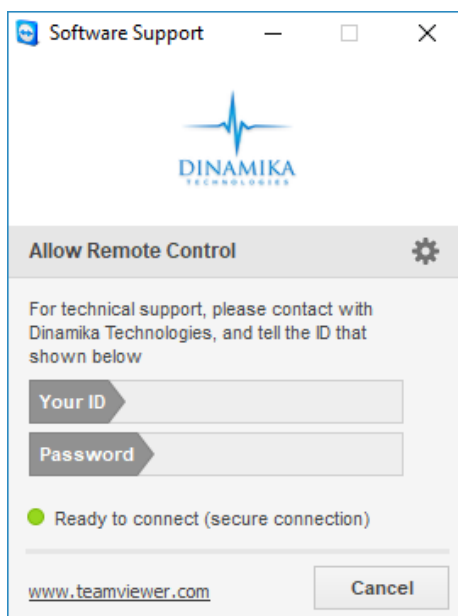 Software Support
DINAMIKA
TECHNOLOGIES
Allow Remote Control
For technical support, please contact with
Dinamika Technologies, and tell the ID that
shown below
Your ID
Password
Ready to connect (secure connection)
www.teamviewer.com
Cancel